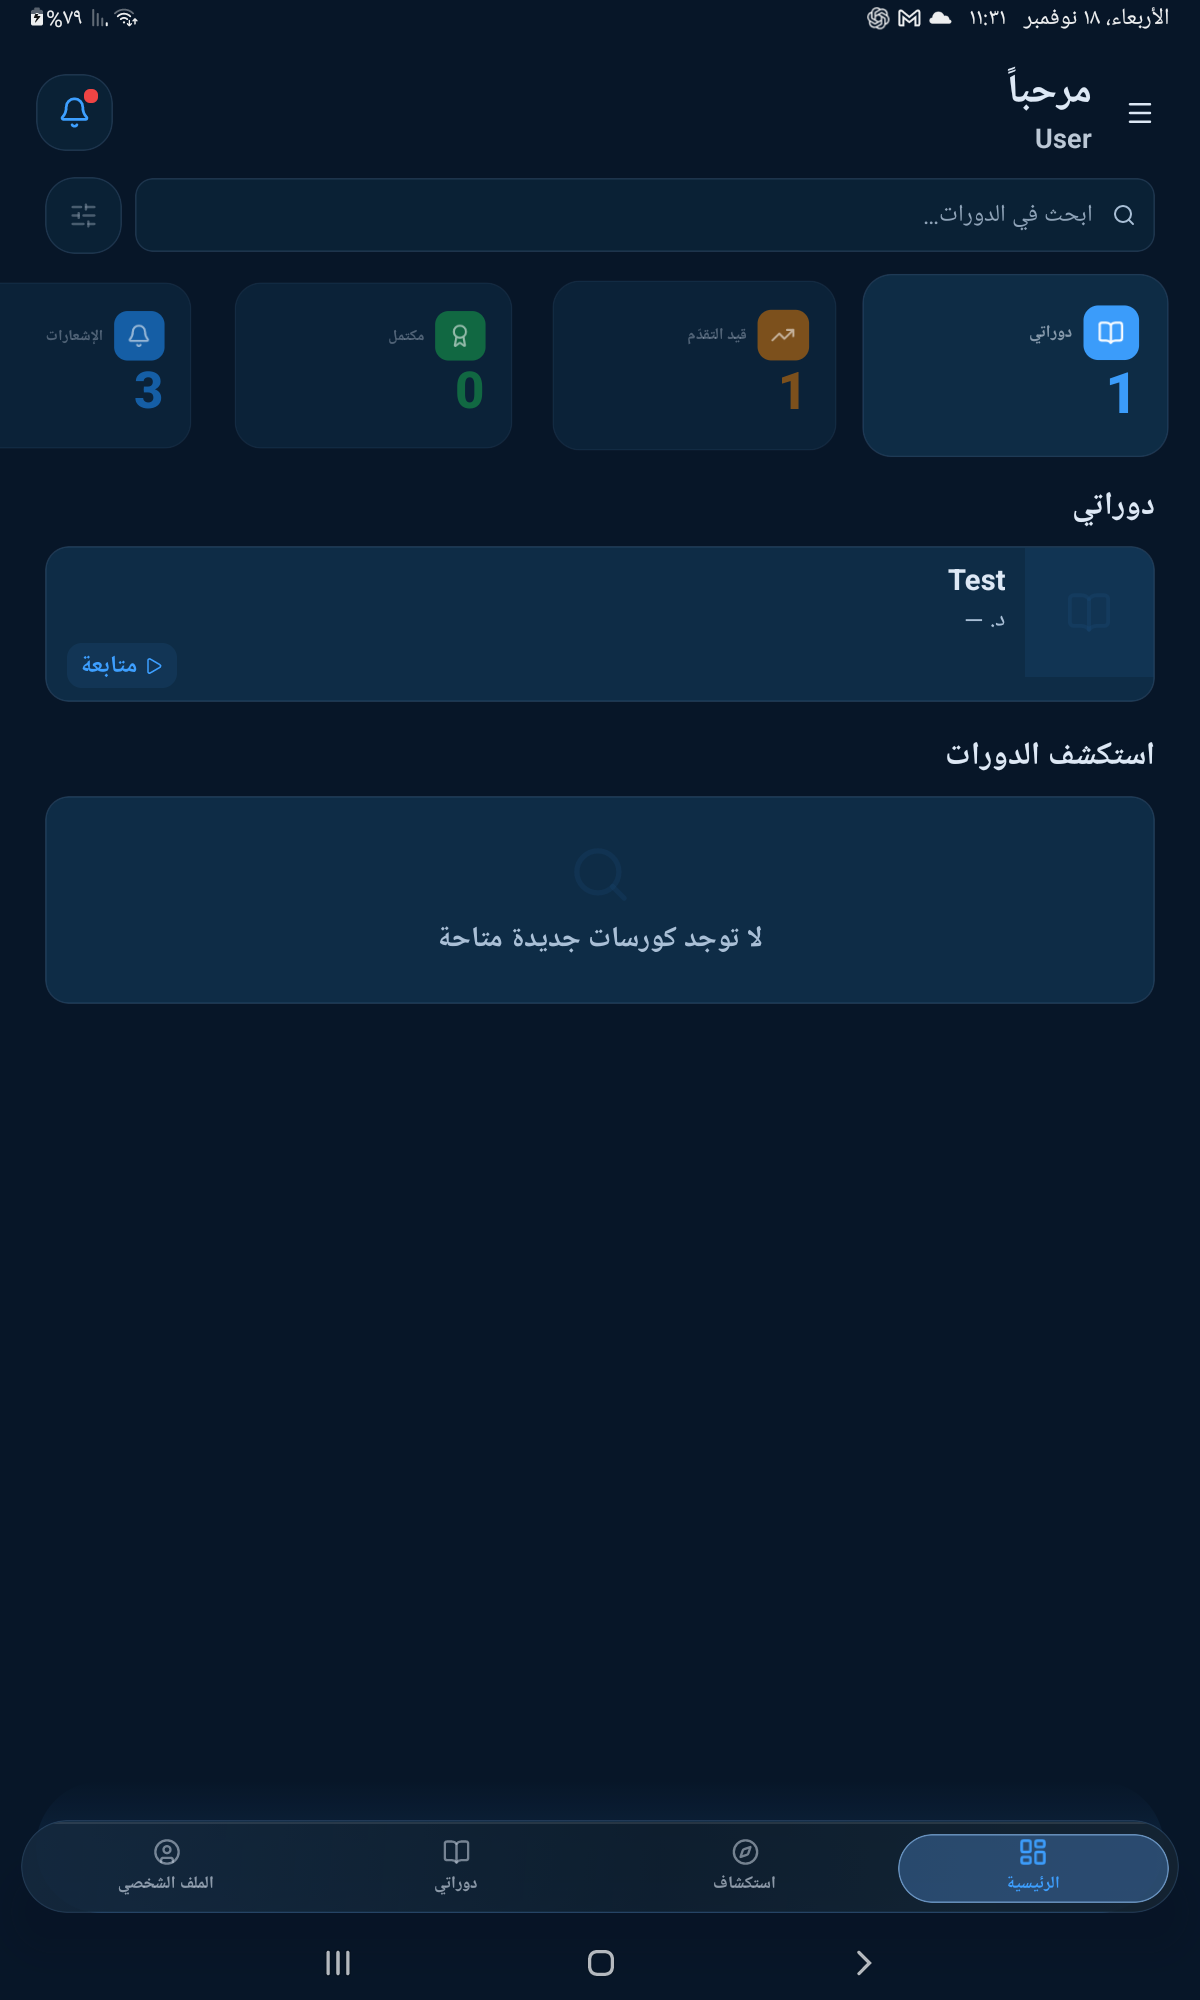 الأربعاء، ١٨ نوفمبر ١١:٣١
٧٩%
مرحباً
User
ابحث في الدورات...
دوراتي
1
قيد التقدّم
1
مكتمل
0
الإشعارات
3
دوراتي
Test
د. —
متابعة
استكشف الدورات
لا توجد كورسات جديدة متاحة
الرئيسية
استكشاف
دوراتي
الملف الشخصي